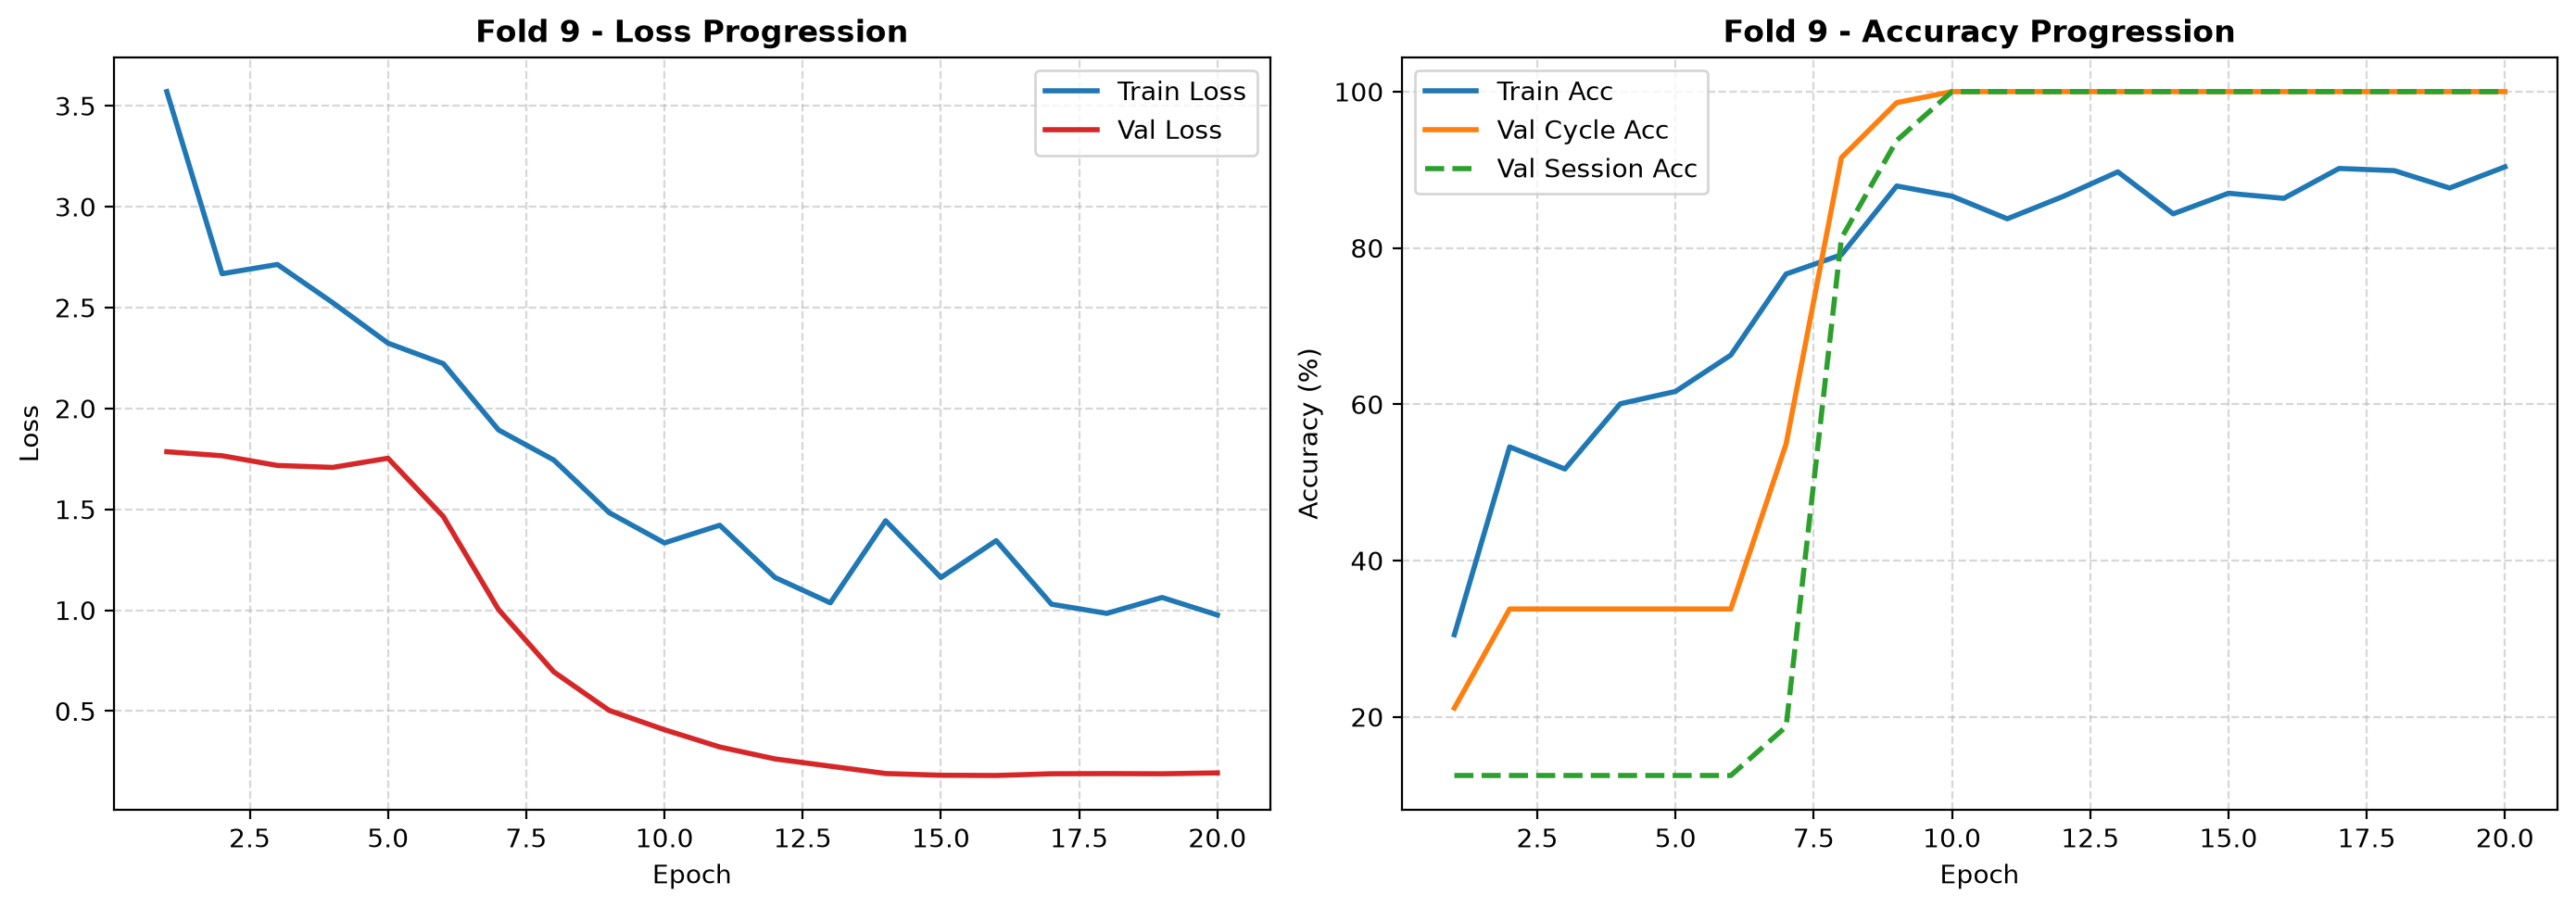 Fold 9 - Loss Progression
Train Loss
Val Loss
3.5
3.0
2.5
2.0
1.5
1.0
0.5
Loss
2.5 5.0 7.5 10.0 12.5 15.0 17.5 20.0
Epoch
Fold 9 - Accuracy Progression
Train Acc
Val Cycle Acc
Val Session Acc
100
80
60
40
20
Accuracy (%)
2.5 5.0 7.5 10.0 12.5 15.0 17.5 20.0
Epoch